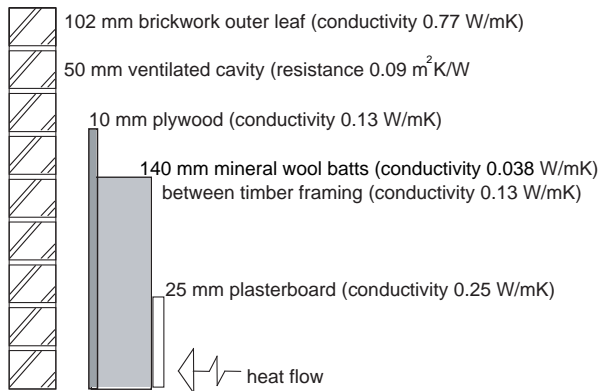 102 mm brickwork outer leaf (conductivity 0.77 W/mK)
50 mm ventilated cavity (resistance 0.09 m²K/W
10 mm plywood (conductivity 0.13 W/mK)
140 mm mineral wool batts (conductivity 0.038 W/mK)
between timber framing (conductivity 0.13 W/mK)
25 mm plasterboard (conductivity 0.25 W/mK)
heat flow